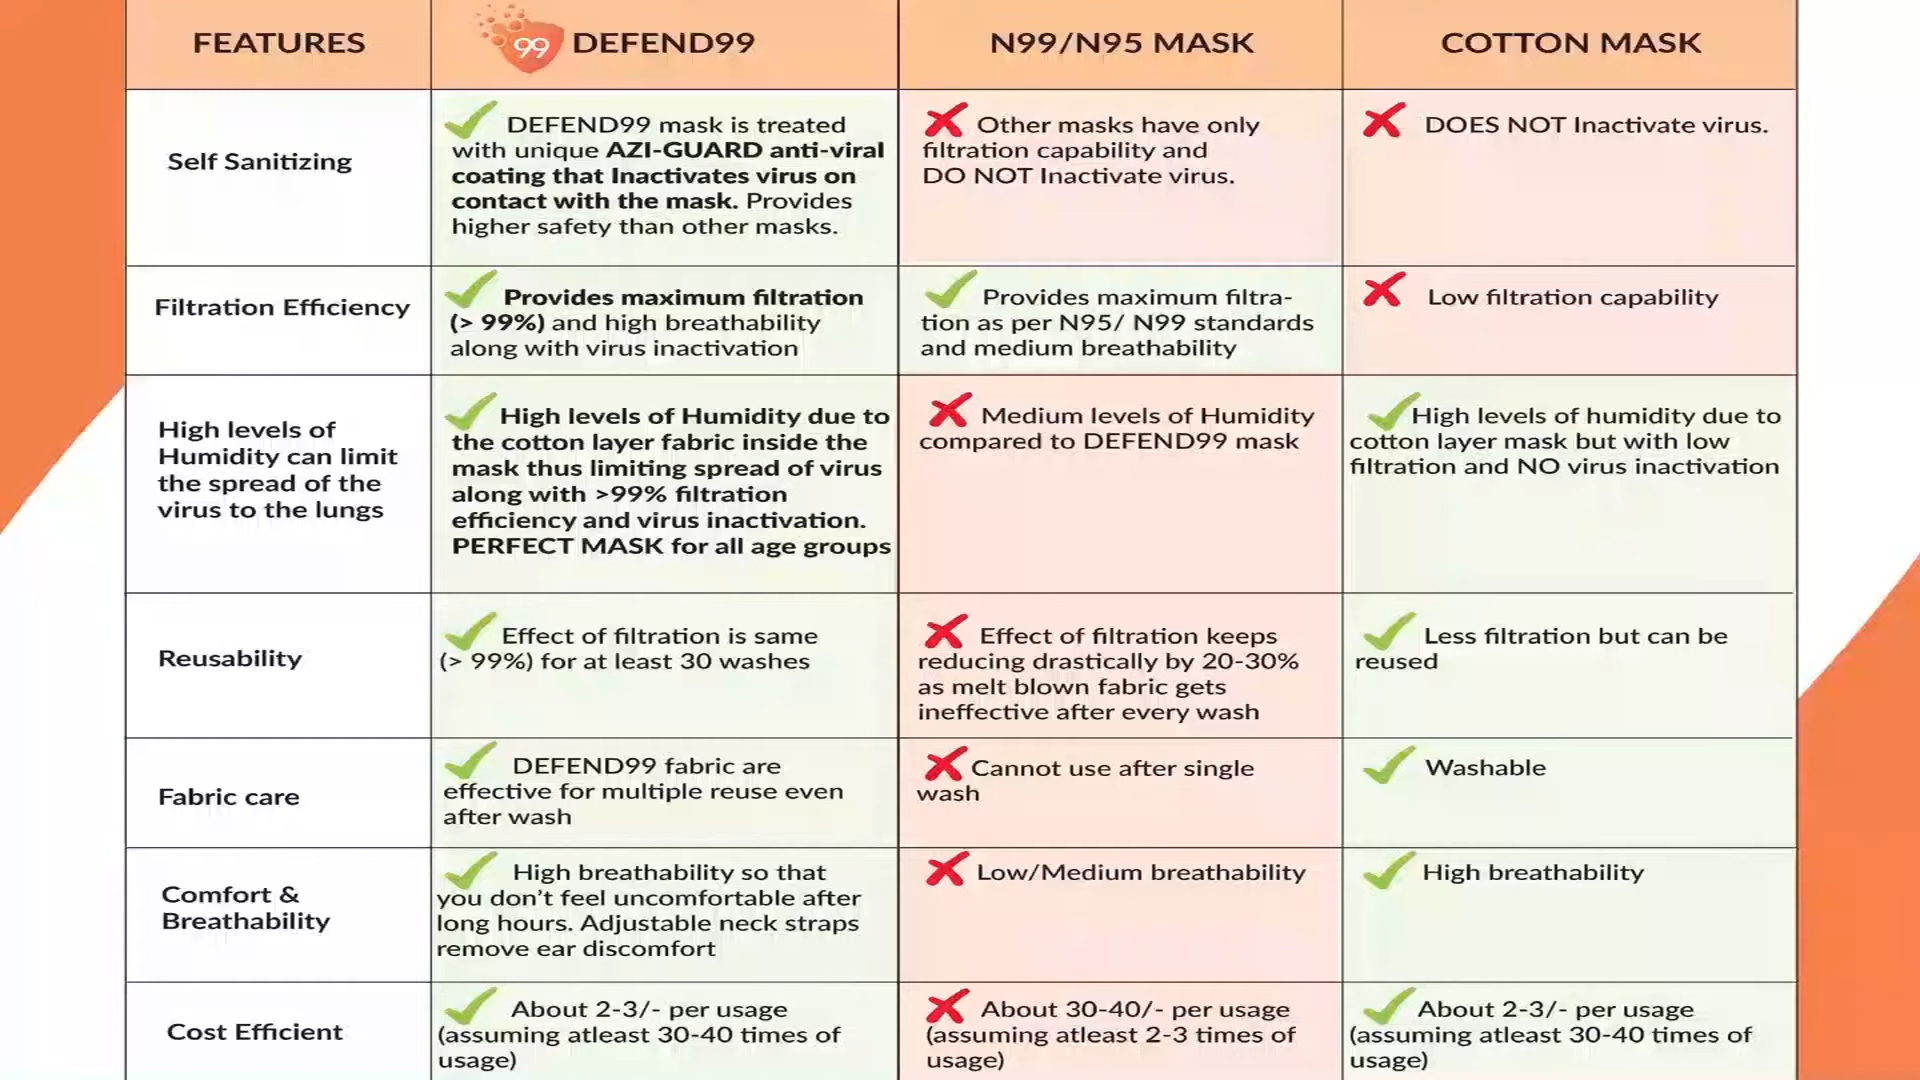 FEATURES
99 DEFEND99
N99/N95 MASK
COTTON MASK
Self Sanitizing
DEFEND99 mask is treated
with unique AZI-GUARD anti-viral
coating that Inactivates virus on
contact with the mask. Provides
higher safety than other masks.
Other masks have only
filtration capability and
DO NOT Inactivate virus.
DOES NOT Inactivate virus.
Filtration Efficiency
Provides maximum filtration
(> 99%) and high breathability
along with virus inactivation
Provides maximum filtra-
tion as per N95/ N99 standards
and medium breathability
Low filtration capability
High levels of
Humidity can limit
the spread of the
virus to the lungs
High levels of Humidity due to
the cotton layer fabric inside the
mask thus limiting spread of virus
along with >99% filtration
efficiency and virus inactivation.
PERFECT MASK for all age groups
Medium levels of Humidity
compared to DEFEND99 mask
High levels of humidity due to
cotton layer mask but with low
filtration and NO virus inactivation
Reusability
Effect of filtration is same
(> 99%) for at least 30 washes
Effect of filtration keeps
reducing drastically by 20-30%
as melt blown fabric gets
ineffective after every wash
Less filtration but can be
reused
Fabric care
DEFEND99 fabric are
effective for multiple reuse even
after wash
Cannot use after single
wash
Washable
Comfort &
Breathability
High breathability so that
you don't feel uncomfortable after
long hours. Adjustable neck straps
remove ear discomfort
Low/Medium breathability
High breathability
Cost Efficient
About 2-3/- per usage
(assuming atleast 30-40 times of
usage)
About 30-40/- per usage
(assuming atleast 2-3 times of
usage)
About 2-3/- per usage
(assuming atleast 30-40 times of
usage)